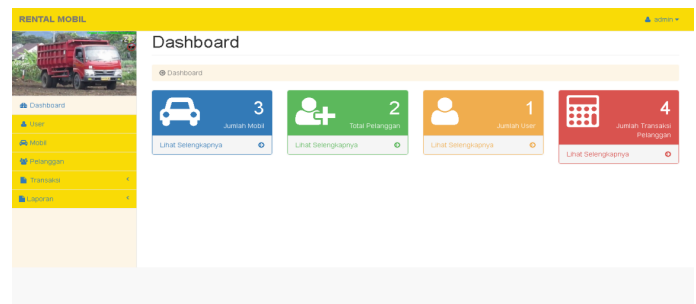 RENTAL MOBIL
admin
Dashboard
Dashboard
Dashboard
User
Mobil
Pelanggan
Transaksi
Laporan
3
Jumlah Mobil
Lihat Selengkapnya
2
Total Pelanggan
Lihat Selengkapnya
1
Jumlah User
Lihat Selengkapnya
4
Jumlah Transaksi
Pelanggan
Lihat Selengkapnya